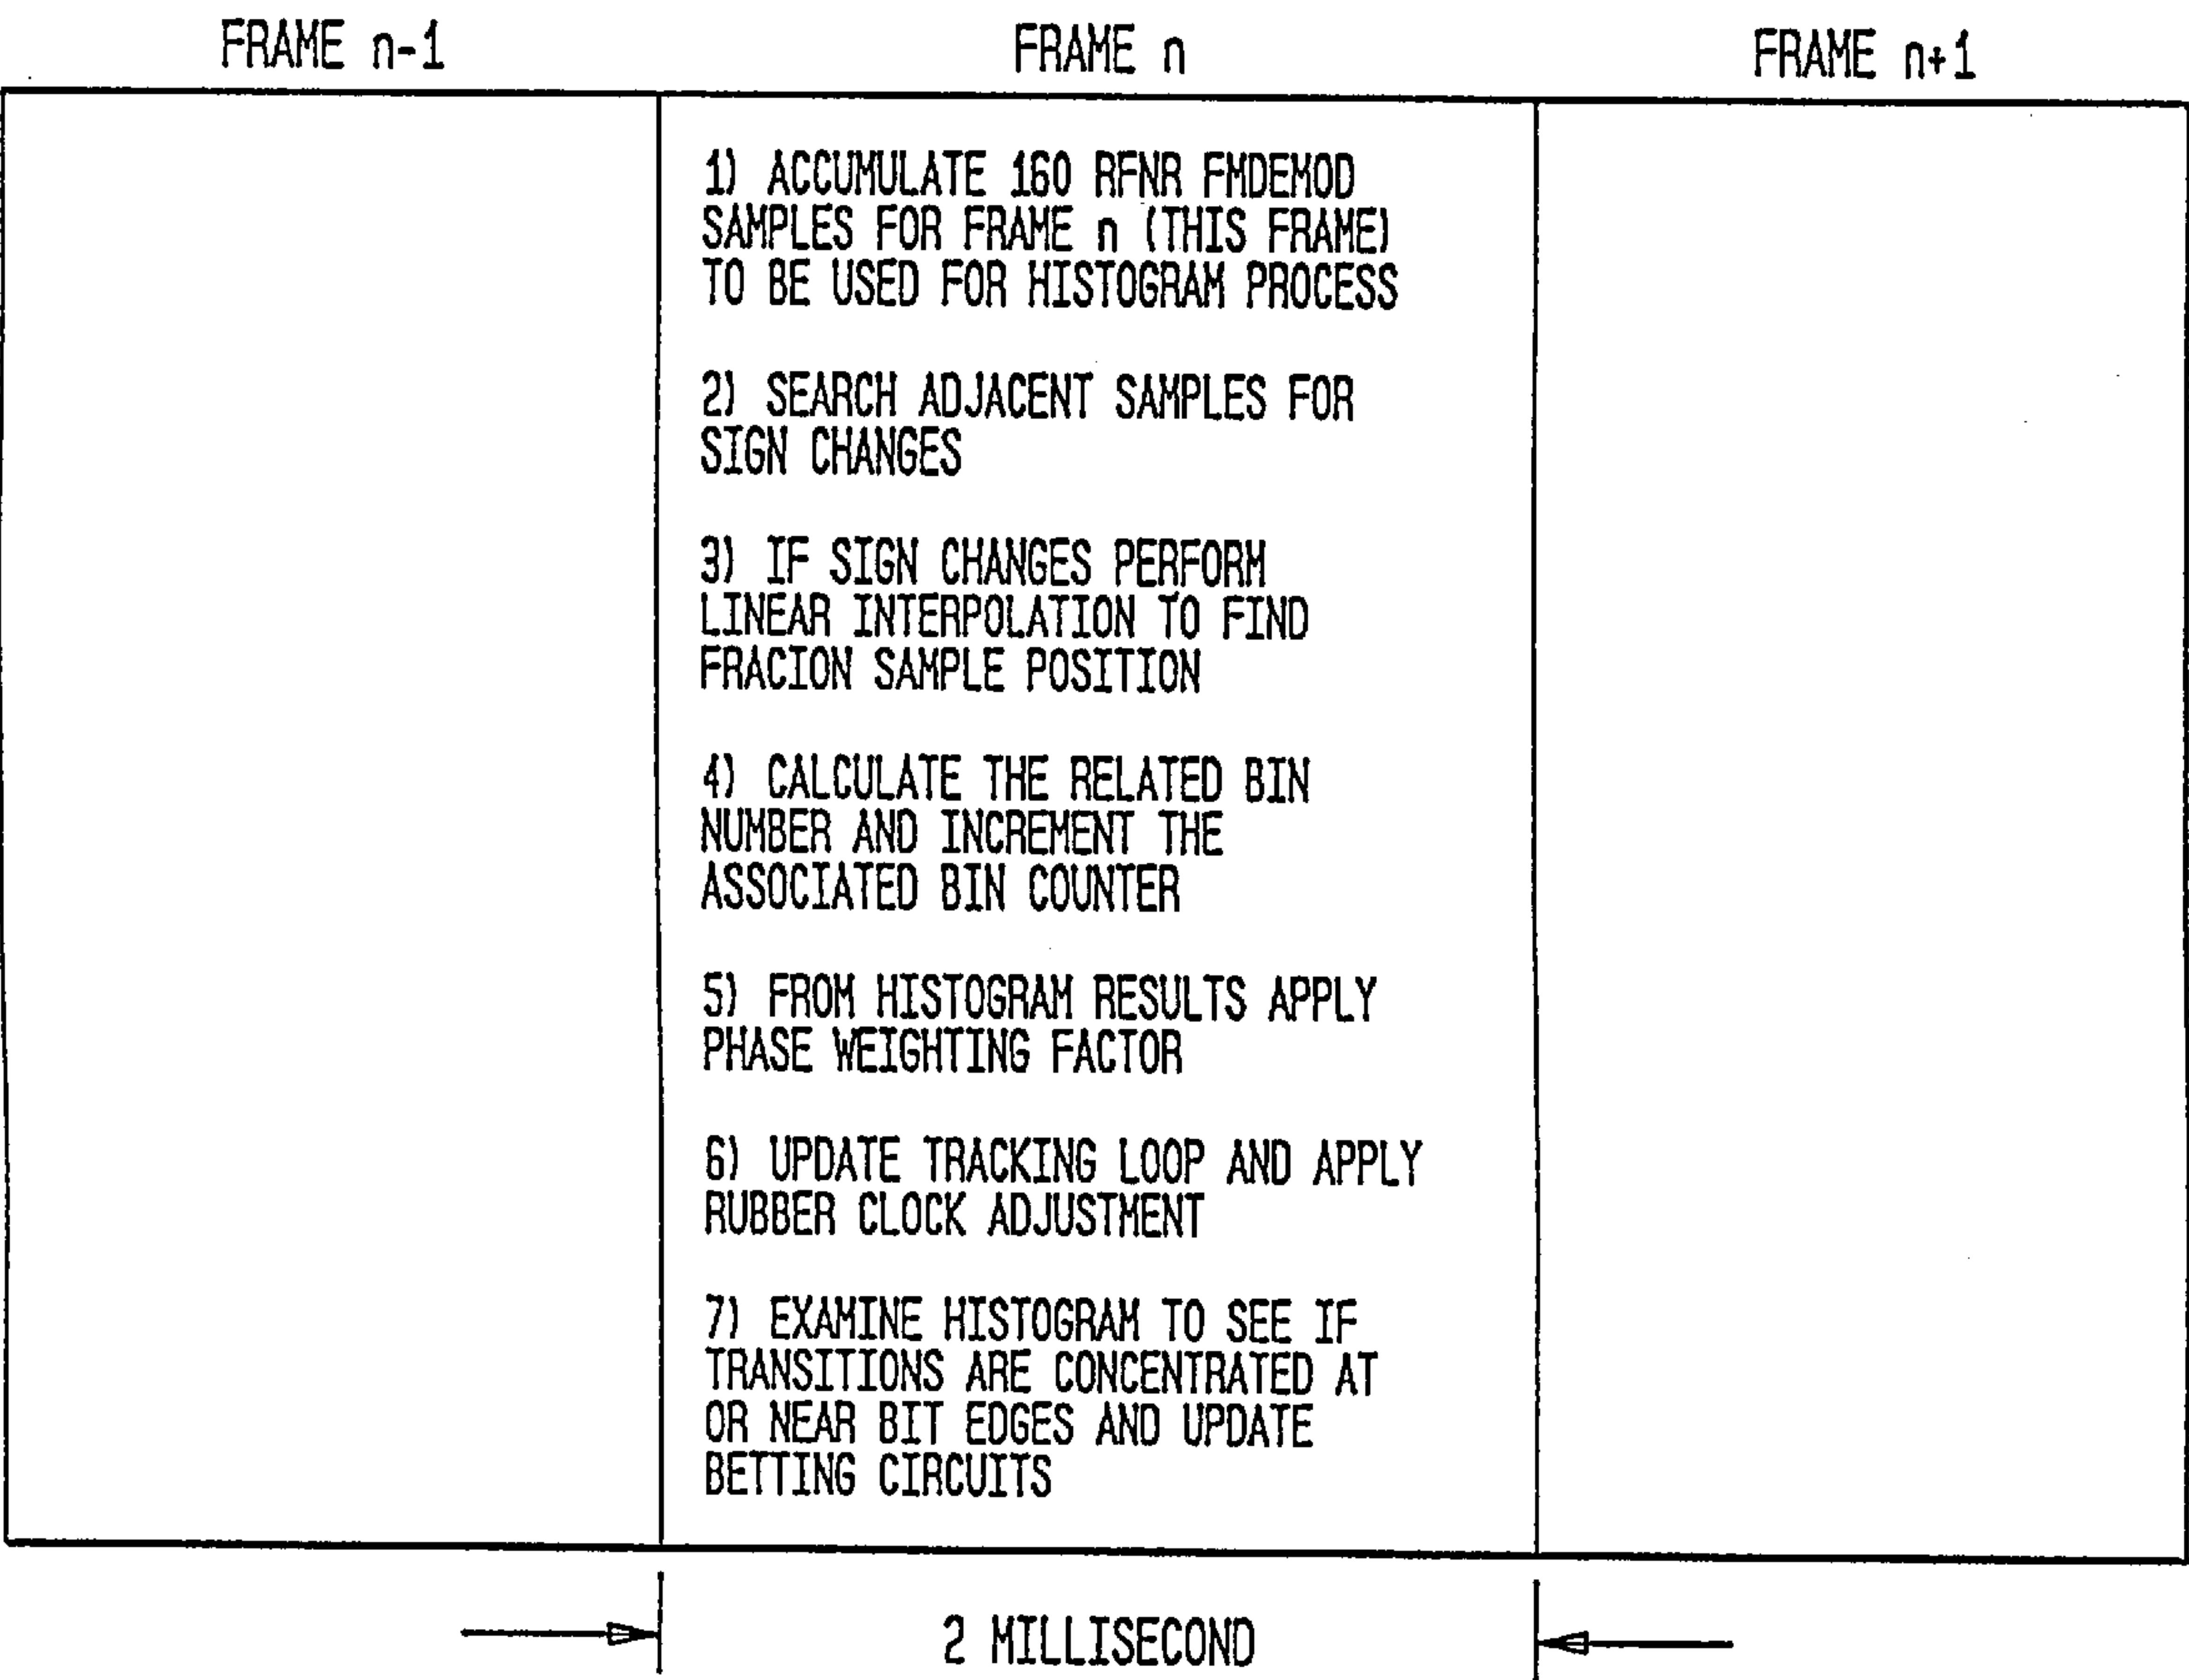 FRAME n-1
FRAME n
FRAME n+1
1) ACCUMULATE 160 RFNR FMDEMOD
SAMPLES FOR FRAME n (THIS FRAME)
TO BE USED FOR HISTOGRAM PROCESS
2) SEARCH ADJACENT SAMPLES FOR
SIGN CHANGES
3) IF SIGN CHANGES PERFORM
LINEAR INTERPOLATION TO FIND
FRACION SAMPLE POSITION
4) CALCULATE THE RELATED BIN
NUMBER AND INCREMENT THE
ASSOCIATED BIN COUNTER
5) FROM HISTOGRAM RESULTS APPLY
PHASE WEIGHTING FACTOR
6) UPDATE TRACKING LOOP AND APPLY
RUBBER CLOCK ADJUSTMENT
7) EXAMINE HISTOGRAM TO SEE IF
TRANSITIONS ARE CONCENTRATED AT
OR NEAR BIT EDGES AND UPDATE
BETTING CIRCUITS
2 MILLISECOND